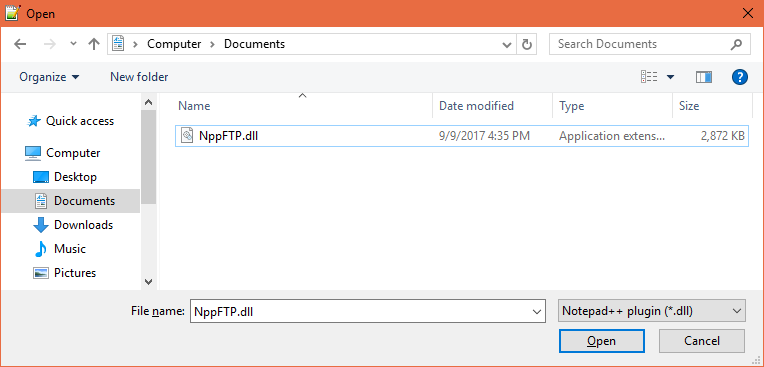 Open
Computer Documents
Search Documents
Organize New folder
?
Name Date modified Type Size
NppFTP.dll 9/9/2017 4:35 PM Application extens... 2,872 KB
Quick access
Computer
Desktop
Documents
Downloads
Music
Pictures
File name: NppFTP.dll Notepad++ plugin (*.dll)
Open Cancel